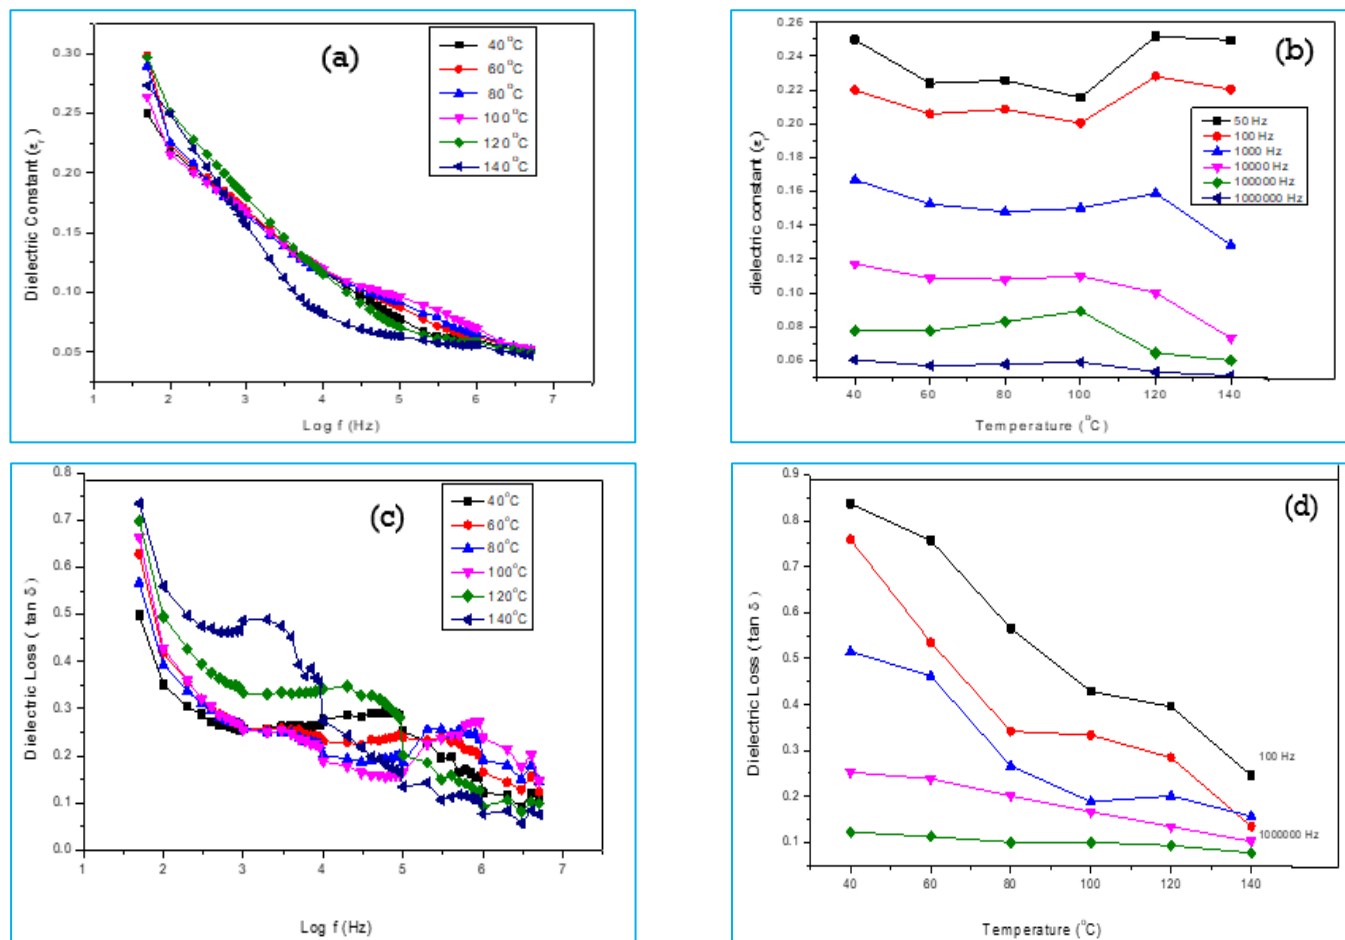 (a)
0.30
0.25
0.20
0.15
0.10
0.05
1 2 3 4 5 6 7
Log f (Hz)
Dielectric Constant (εr)
40°C
60°C
80°C
100°C
120°C
140°C
(b)
0.26
0.24
0.22
0.20
0.18
0.16
0.14
0.12
0.10
0.08
0.06
40 60 80 100 120 140
Temperature (°C)
dielectric constant (εr)
50 Hz
100 Hz
1000 Hz
10000 Hz
100000 Hz
1000000 Hz
(c)
0.8
0.7
0.6
0.5
0.4
0.3
0.2
0.1
0.0
1 2 3 4 5 6 7
Log f (Hz)
Dielectric Loss ( tan δ )
40°C
60°C
80°C
100°C
120°C
140°C
(d)
0.9
0.8
0.7
0.6
0.5
0.4
0.3
0.2
0.1
40 60 80 100 120 140
Temperature (°C)
Dielectric Loss ( tan δ )
100 Hz
1000000 Hz